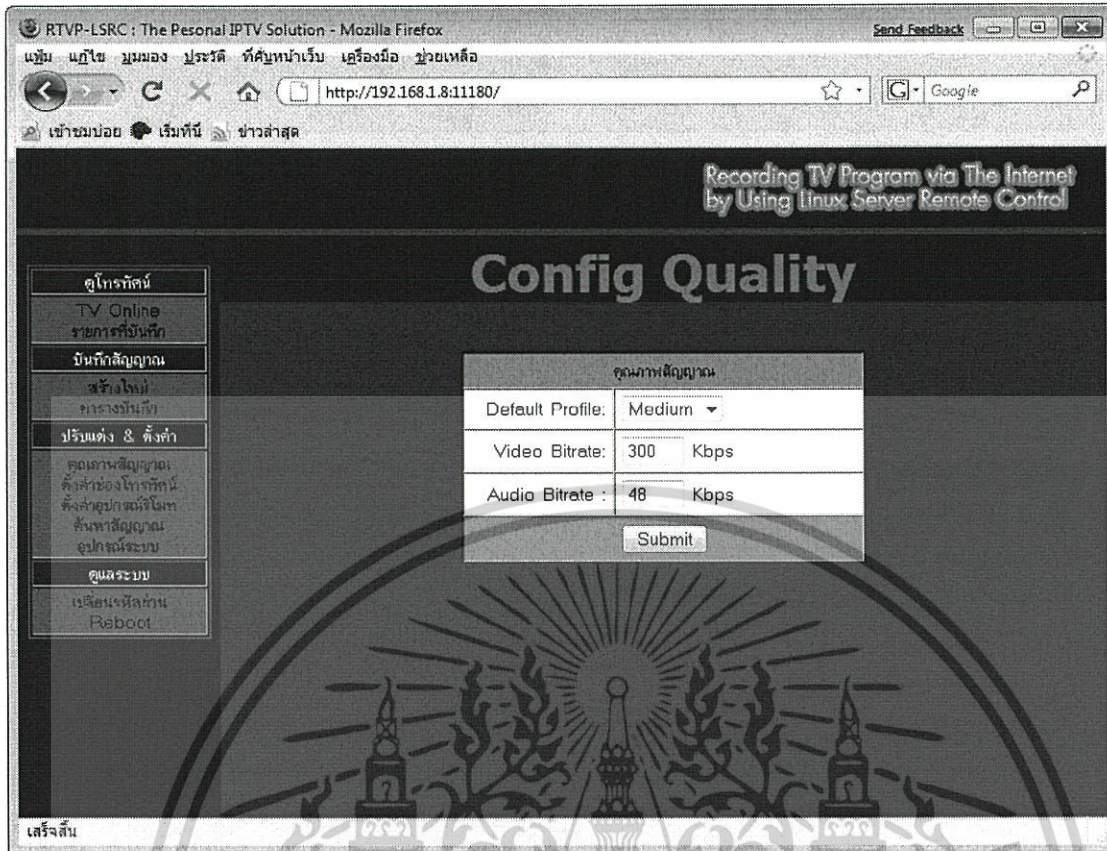 RTVP-LSRC : The Pesonal IPTV Solution - Mozilla Firefox
Send Feedback
แฟ้ม แก้ไข มุมมอง ประวัติ ที่คั่นหน้าเว็บ เครื่องมือ ช่วยเหลือ
http://192.168.1.8:11180/
Google
เข้าชมบ่อย เริ่มที่นี่ ข่าวล่าสุด
Recording TV Program via The Internet
by Using Linux Server Remote Control
Config Quality
ดูโทรทัศน์
TV Online
รายการที่บันทึก
บันทึกสัญญาณ
สร้างใหม่
ตารางบันทึก
ปรับแต่ง & ตั้งค่า
คุณภาพสัญญาณ
ตั้งค่าช่องโทรทัศน์
ตั้งค่าอุปกรณ์รีโมท
ค้นหาสัญญาณ
อุปกรณ์ระบบ
ดูแลระบบ
เปลี่ยนรหัสผ่าน
Reboot
คุณภาพสัญญาณ
Default Profile: Medium
Video Bitrate: 300 Kbps
Audio Bitrate : 48 Kbps
Submit
เสร็จสิ้น